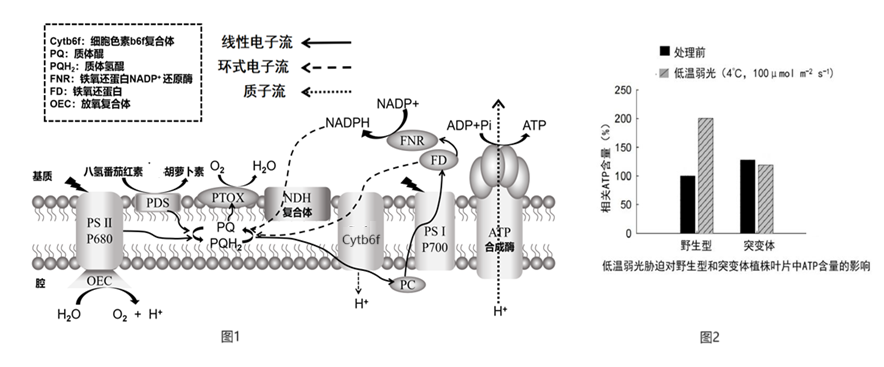 Cytb6f：细胞色素b6f复合体
PQ：质体醌
PQH₂：质体氢醌
FNR：铁氧还蛋白NADP⁺还原酶
FD：铁氧还蛋白
OEC：放氧复合体
线性电子流
环式电子流
质子流
NADP+
NADPH
FNR
FD
ADP+Pi
ATP
基质
八氢番茄红素
胡萝卜素
O₂
H₂O
PDS
PTOX
NDH
复合体
PS II
P680
PQ
PQH₂
Cytb6f
PS I
P700
ATP
合成酶
腔
OEC
H₂O
O₂ + H⁺
H⁺
PC
H⁺
图1
处理前
低温弱光（4℃, 100μmol m⁻² s⁻¹）
相关ATP含量（%）
250
200
150
100
50
0
野生型
突变体
低温弱光胁迫对野生型和突变体植株叶片中ATP含量的影响
图2